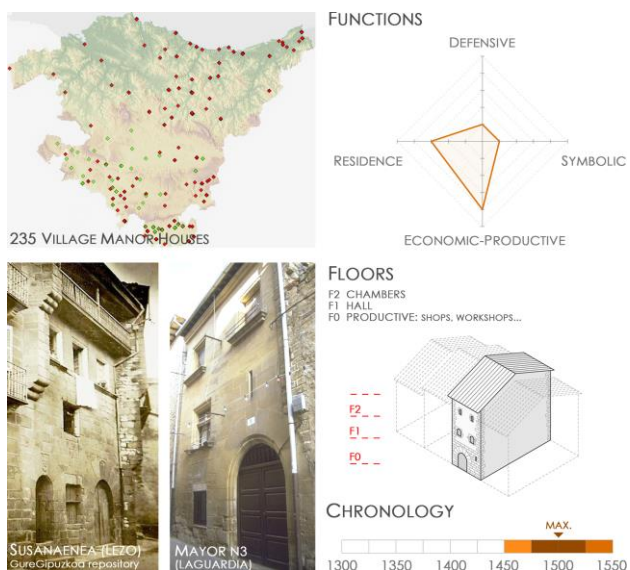 FUNCTIONS
DEFENSIVE
RESIDENCE
SYMBOLIC
ECONOMIC-PRODUCTIVE
235 VILLAGE MANOR HOUSES
FLOORS
F2 CHAMBERS
F1 HALL
F0 PRODUCTIVE: SHOPS, WORKSHOPS...
F2
F1
F0
SUSANAENEA (LEZO)
GureGipuzkoa repository
MAYOR N3
(LAGUARDIA)
CHRONOLOGY
MAX.
1300 1350 1400 1450 1500 1550